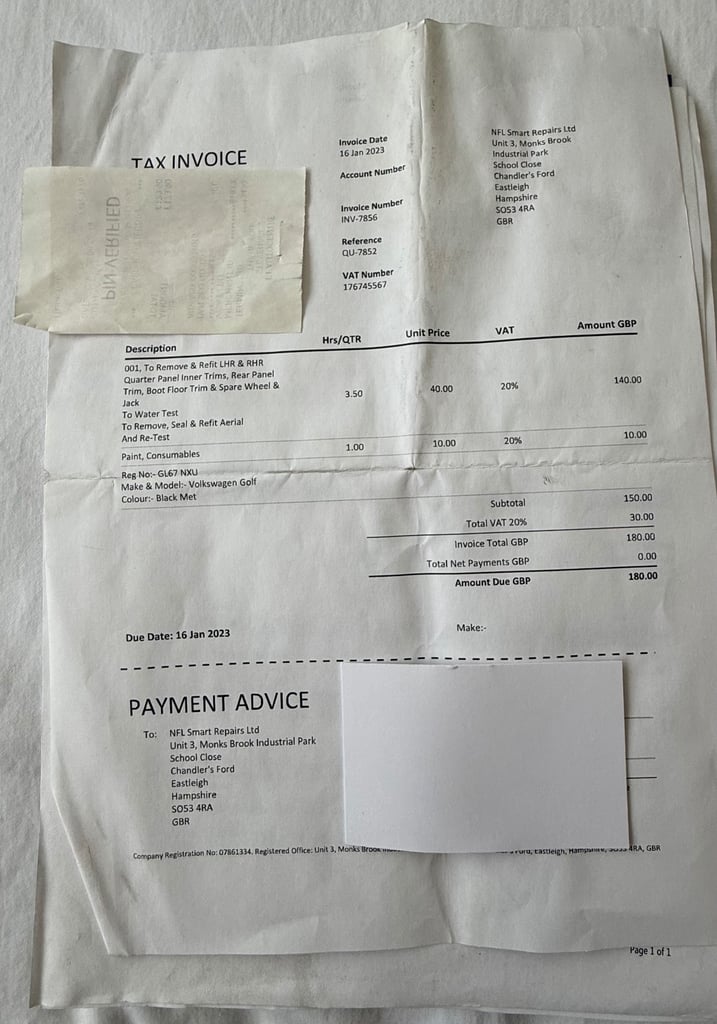 TAX INVOICE
Invoice Date
16 Jan 2023
Account Number
Invoice Number
INV-7856
Reference
QU-7852
VAT Number
176745567
NFL Smart Repairs Ltd
Unit 3, Monks Brook
Industrial Park
School Close
Chandler's Ford
Eastleigh
Hampshire
SO53 4RA
GBR
PIN VERIFIED
Description Hrs/QTR Unit Price VAT Amount GBP
001, To Remove & Refit LHR & RHR
Quarter Panel Inner Trims, Rear Panel
Trim, Boot Floor Trim & Spare Wheel &
Jack
3.50 40.00 20% 140.00
To Water Test
To Remove, Seal & Refit Aerial
And Re-Test
Paint, Consumables 1.00 10.00 20% 10.00
Reg No:- GL67 NXU
Make & Model:- Volkswagen Golf
Colour:- Black Met
Subtotal 150.00
Total VAT 20% 30.00
Invoice Total GBP 180.00
Total Net Payments GBP 0.00
Amount Due GBP 180.00
Due Date: 16 Jan 2023
Make:-
PAYMENT ADVICE
To: NFL Smart Repairs Ltd
Unit 3, Monks Brook Industrial Park
School Close
Chandler's Ford
Eastleigh
Hampshire
SO53 4RA
GBR
Company Registration No: 07861334. Registered Office: Unit 3, Monks Brook Ford, Eastleigh, Hampshire, SO53 4RA, GBR
Page 1 of 1